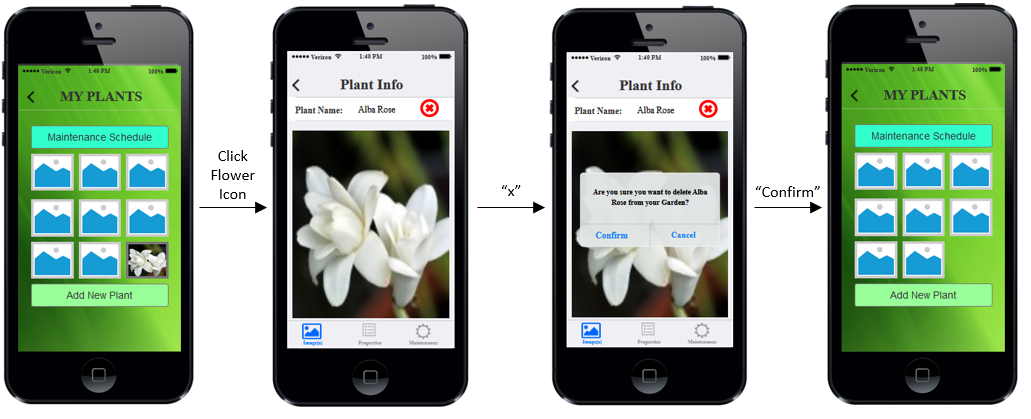 Verizon 1:40 PM 100%
MY PLANTS
Maintenance Schedule
Add New Plant
Click
Flower
Icon
Verizon 1:40 PM 100%
Plant Info
Plant Name: Alba Rose
Image(s) Properties Maintenance
“x”
Verizon 1:40 PM 100%
Plant Info
Plant Name: Alba Rose
Are you sure you want to delete Alba
Rose from your Garden?
Confirm Cancel
Image(s) Properties Maintenance
“Confirm”
Verizon 1:40 PM 100%
MY PLANTS
Maintenance Schedule
Add New Plant